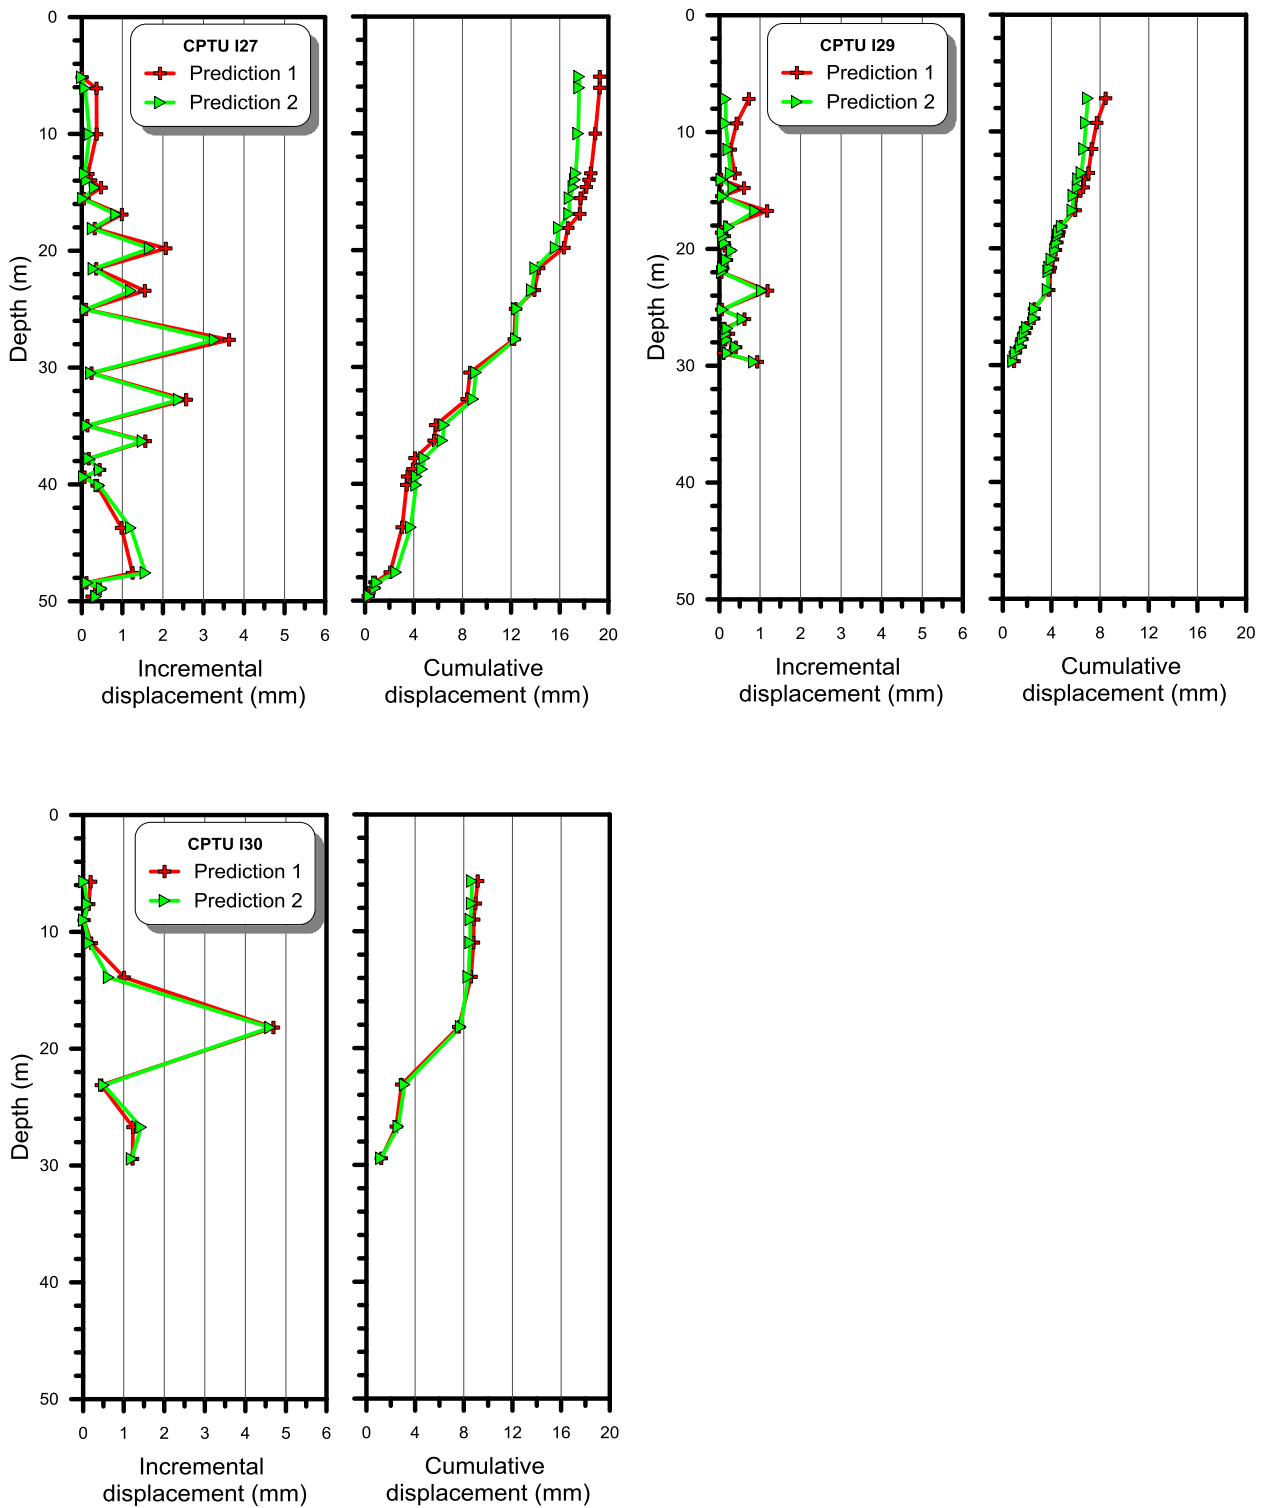 CPTU I27
Prediction 1
Prediction 2
0
10
20
30
40
50
Depth (m)
0 1 2 3 4 5 6
Incremental
displacement (mm)
0 4 8 12 16 20
Cumulative
displacement (mm)
CPTU I29
Prediction 1
Prediction 2
0
10
20
30
40
50
Depth (m)
0 1 2 3 4 5 6
Incremental
displacement (mm)
0 4 8 12 16 20
Cumulative
displacement (mm)
CPTU I30
Prediction 1
Prediction 2
0
10
20
30
40
50
Depth (m)
0 1 2 3 4 5 6
Incremental
displacement (mm)
0 4 8 12 16 20
Cumulative
displacement (mm)